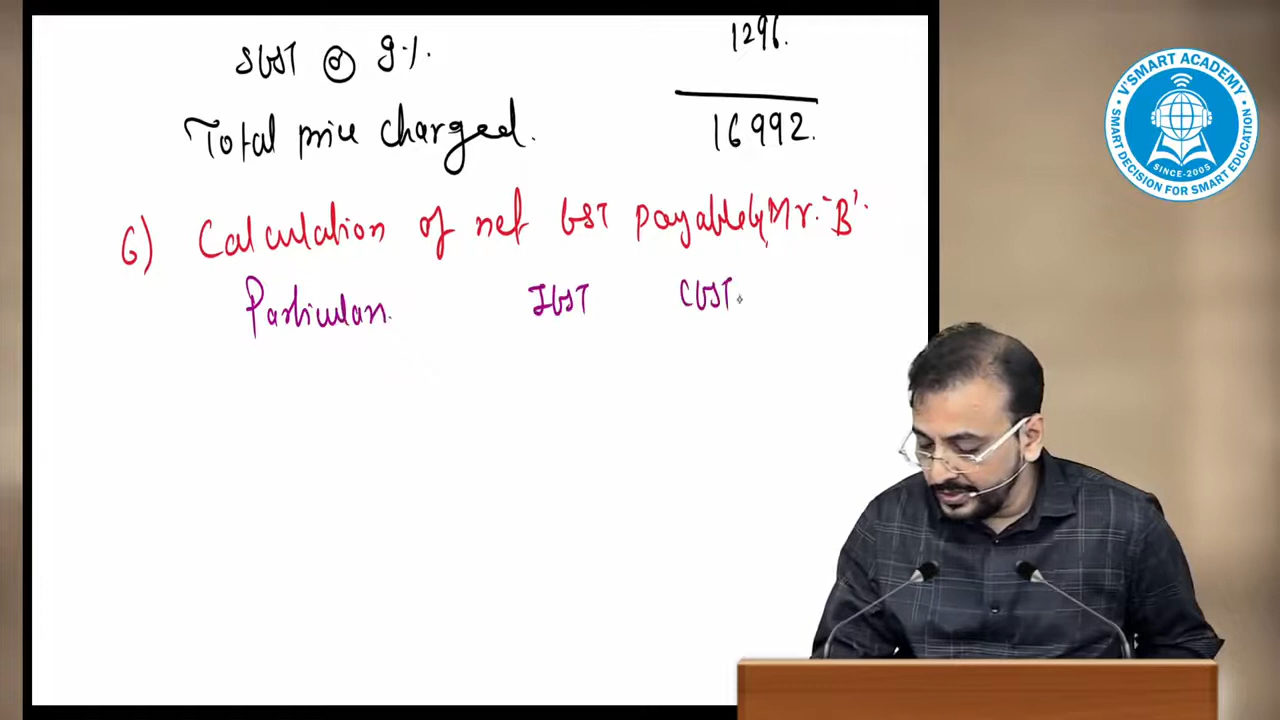 SGST @ 9%.
1296.
Total price charged.
16992.
6) Calculation of net GST payable by Mr. 'B'.
Particulars. IGST CGST
V'SMART ACADEMY
SINCE-2005
SMART DECISION FOR SMART EDUCATION